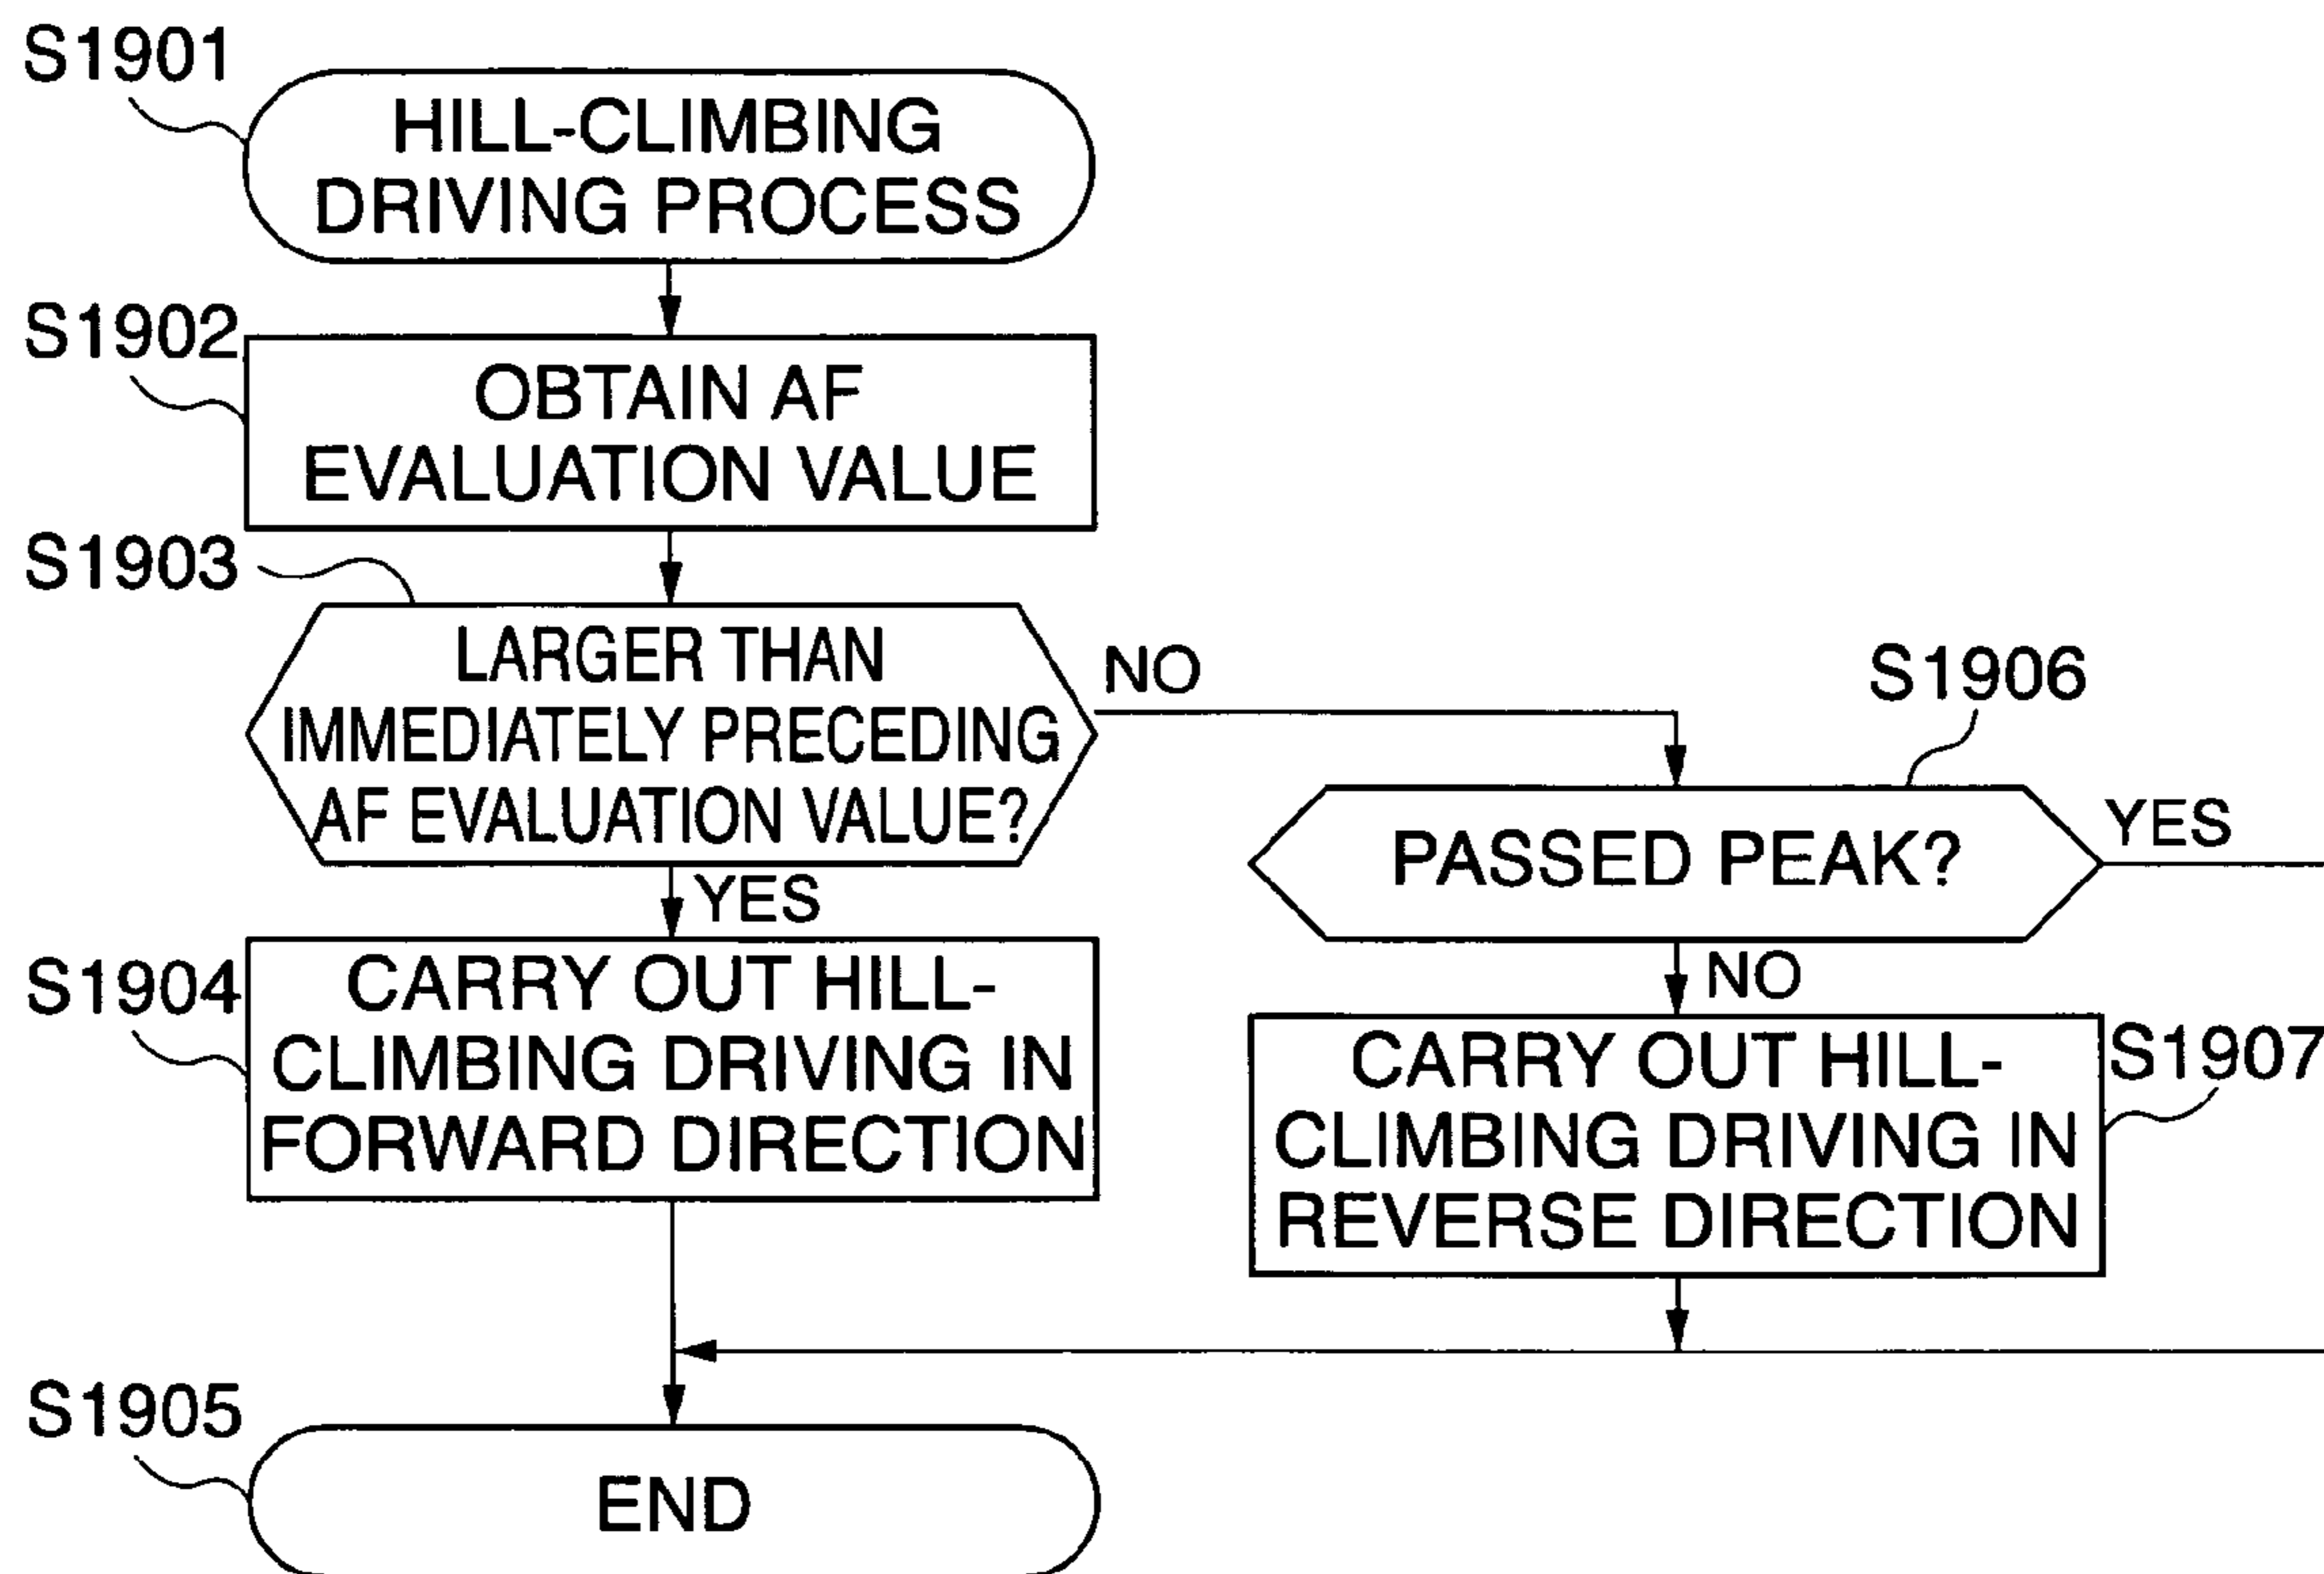 S1901
HILL-CLIMBING
DRIVING PROCESS
S1902
OBTAIN AF
EVALUATION VALUE
S1903
LARGER THAN
IMMEDIATELY PRECEDING
AF EVALUATION VALUE?
NO
YES
S1906
PASSED PEAK?
YES
NO
S1904
CARRY OUT HILL-
CLIMBING DRIVING IN
FORWARD DIRECTION
S1907
CARRY OUT HILL-
CLIMBING DRIVING IN
REVERSE DIRECTION
S1905
END